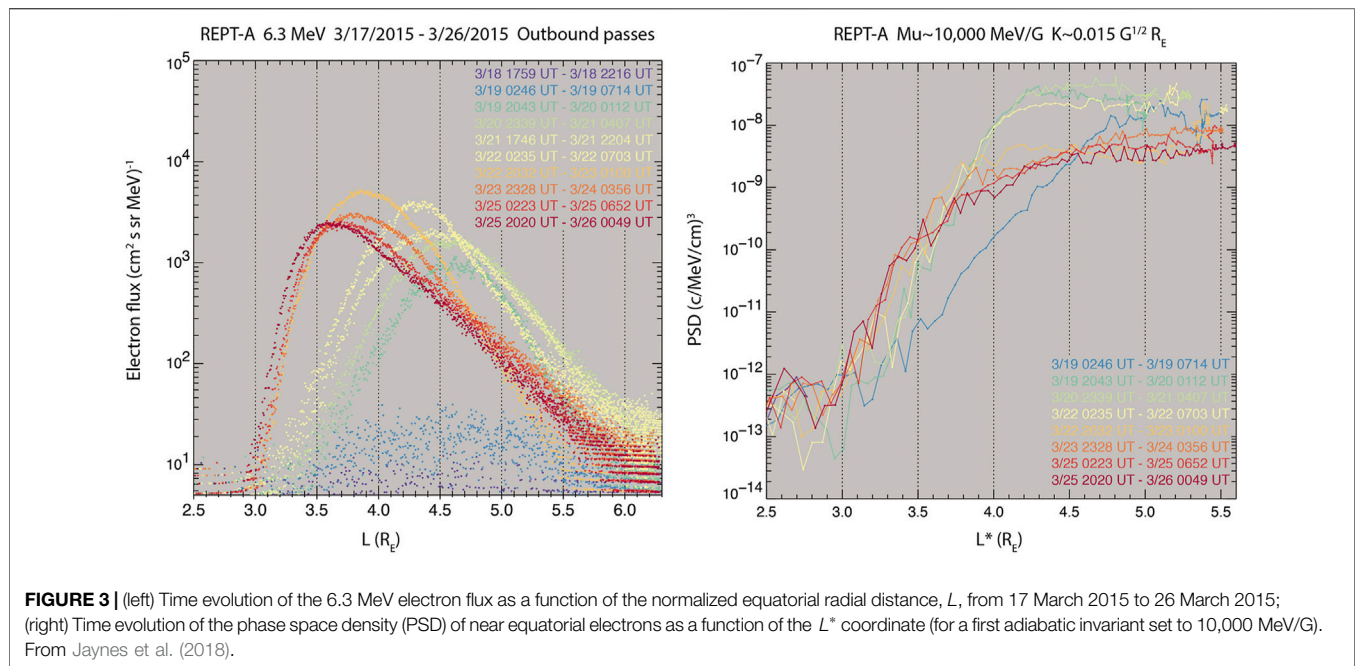 REPT-A 6.3 MeV 3/17/2015 - 3/26/2015 Outbound passes
Electron flux (cm² s sr MeV)⁻¹
10⁵
10⁴
10³
10²
10¹
3/18 1759 UT - 3/18 2216 UT
3/19 0246 UT - 3/19 0714 UT
3/19 2043 UT - 3/20 0112 UT
3/20 2339 UT - 3/21 0407 UT
3/21 1746 UT - 3/21 2204 UT
3/22 0235 UT - 3/22 0703 UT
3/23 2328 UT - 3/24 0356 UT
3/25 0223 UT - 3/25 0652 UT
3/25 2020 UT - 3/26 0049 UT
2.5 3.0 3.5 4.0 4.5 5.0 5.5 6.0
L (R_E)
REPT-A Mu~10,000 MeV/G K~0.015 G^1/2 R_E
PSD (c/MeV/cm)³
10⁻⁷
10⁻⁸
10⁻⁹
10⁻¹⁰
10⁻¹¹
10⁻¹²
10⁻¹³
10⁻¹⁴
3/19 0246 UT - 3/19 0714 UT
3/19 2043 UT - 3/20 0112 UT
3/20 2339 UT - 3/21 0407 UT
3/22 0235 UT - 3/22 0703 UT
3/23 2328 UT - 3/24 0356 UT
3/25 0223 UT - 3/25 0652 UT
3/25 2020 UT - 3/26 0049 UT
2.5 3.0 3.5 4.0 4.5 5.0 5.5
L* (R_E)
FIGURE 3 | (left) Time evolution of the 6.3 MeV electron flux as a function of the normalized equatorial radial distance, L, from 17 March 2015 to 26 March 2015;
(right) Time evolution of the phase space density (PSD) of near equatorial electrons as a function of the L* coordinate (for a first adiabatic invariant set to 10,000 MeV/G).
From Jaynes et al. (2018).